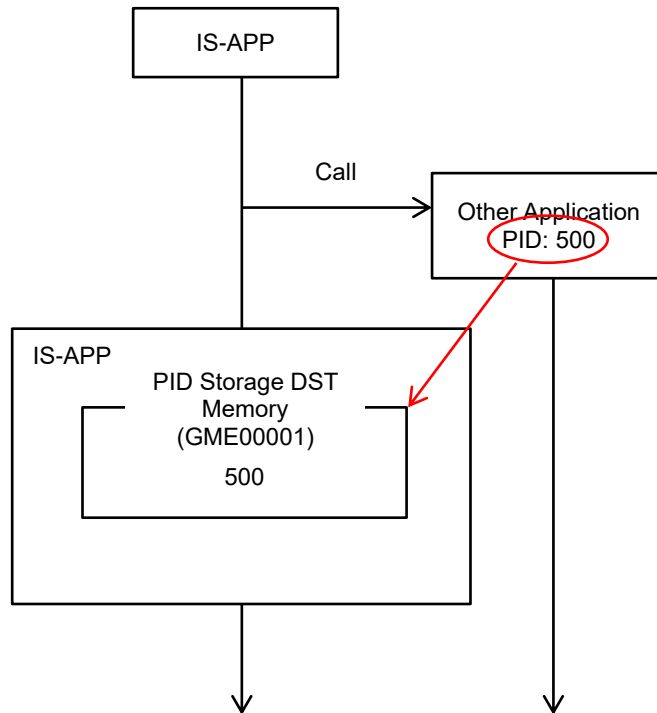 IS-APP
Call
Other Application
PID: 500
IS-APP
PID Storage DST
Memory
(GME00001)
500